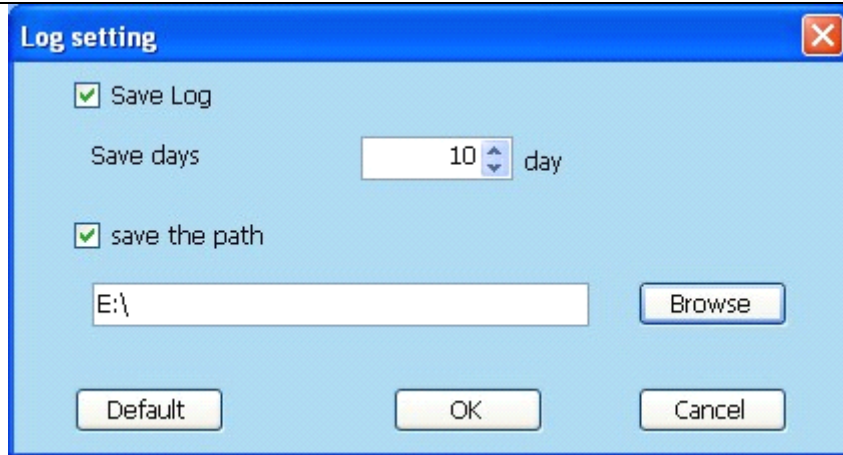 Log setting
Save Log
Save days 10 day
save the path
E:\ Browse
Default OK Cancel